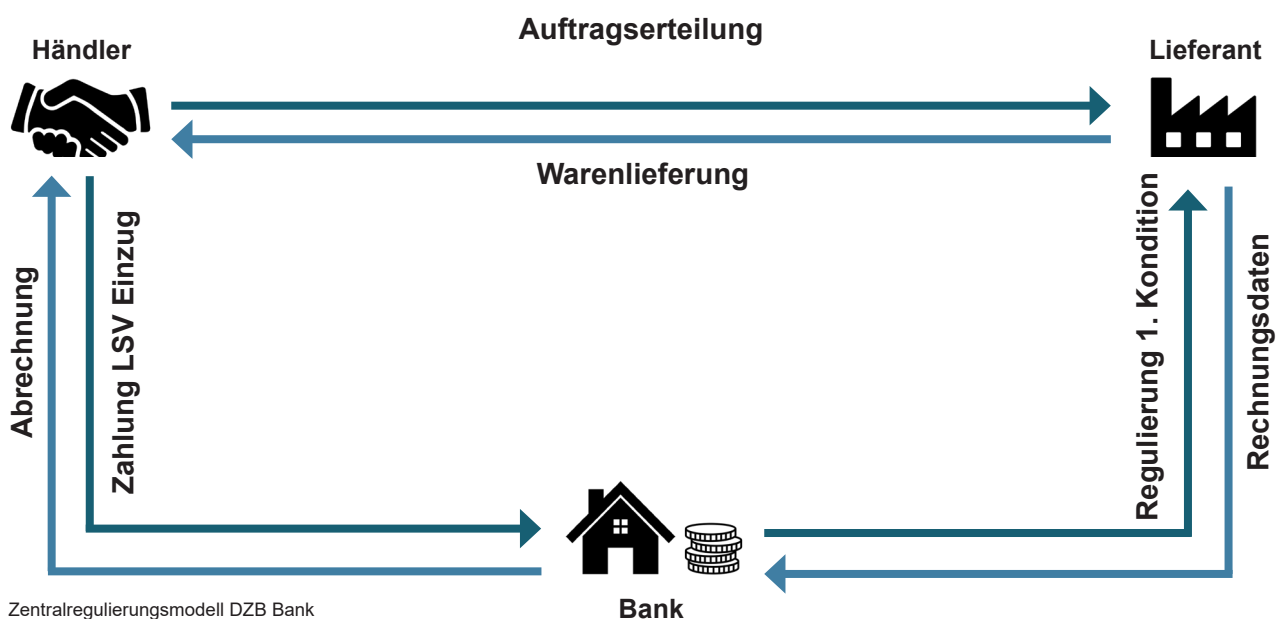 Auftragserteilung
Händler
Lieferant
Warenlieferung
Abrechnung
Zahlung LSV Einzug
Regulierung 1. Kondition
Rechnungsdaten
Bank
Zentralregulierungsmodell DZB Bank